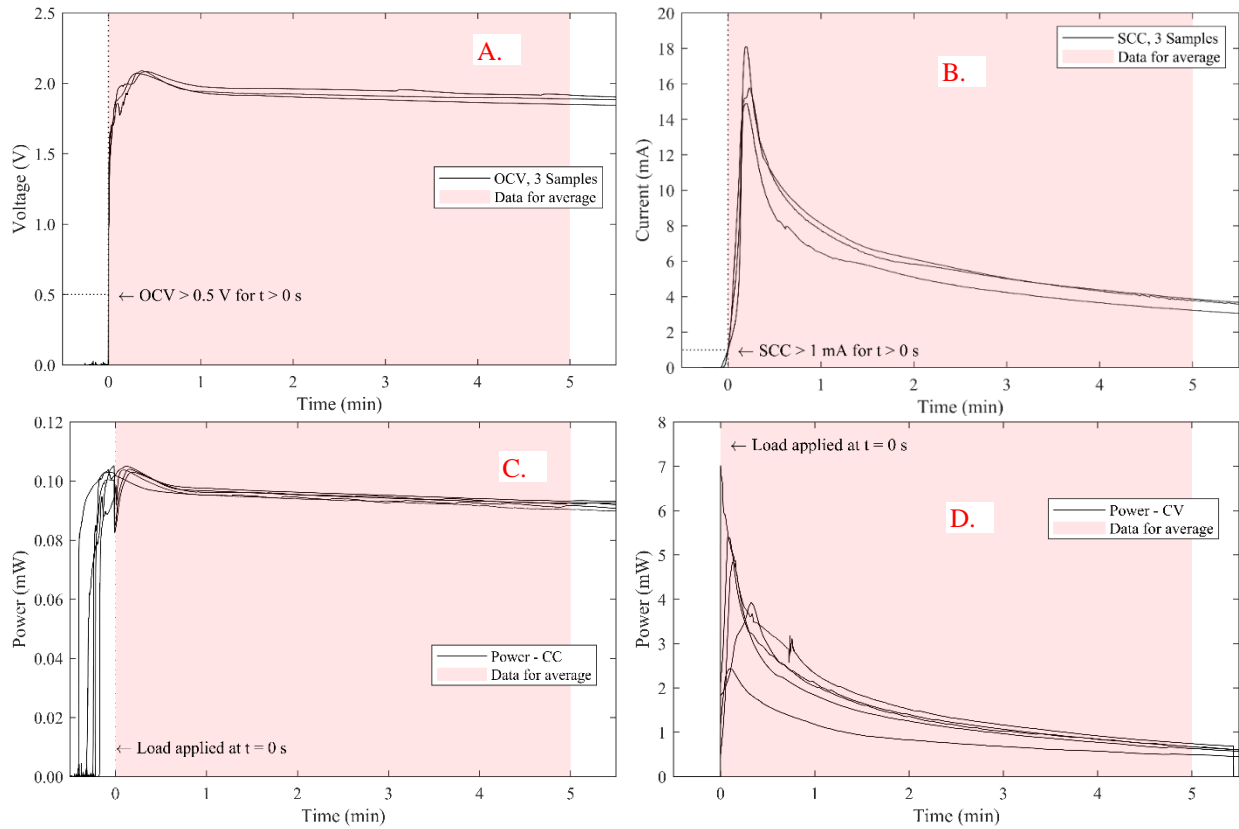 A.
2.5
2.0
1.5
1.0
0.5
0.0
Voltage (V)
OCV, 3 Samples
Data for average
← OCV > 0.5 V for t > 0 s
0 1 2 3 4 5
Time (min)
B.
20
18
16
14
12
10
8
6
4
2
0
Current (mA)
SCC, 3 Samples
Data for average
← SCC > 1 mA for t > 0 s
0 1 2 3 4 5
Time (min)
C.
0.12
0.10
0.08
0.06
0.04
0.02
0.00
Power (mW)
Power - CC
Data for average
← Load applied at t = 0 s
0 1 2 3 4 5
Time (min)
D.
8
7
6
5
4
3
2
1
0
Power (mW)
← Load applied at t = 0 s
Power - CV
Data for average
0 1 2 3 4 5
Time (min)